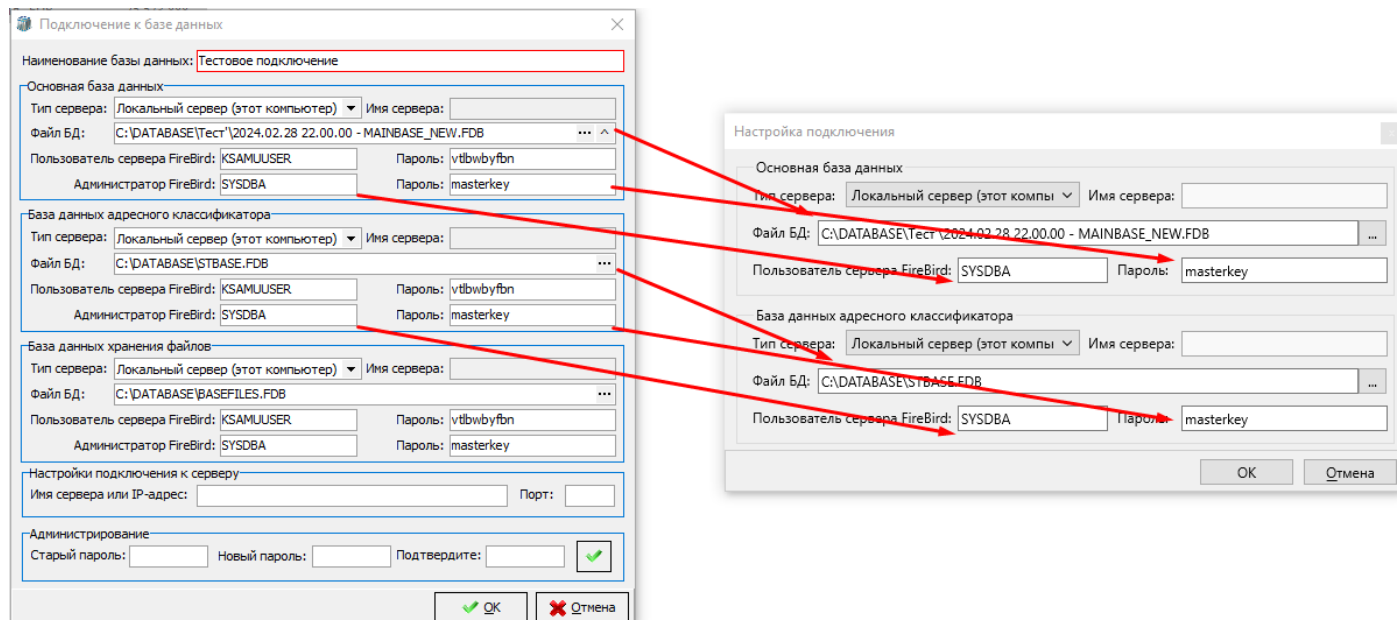 Подключение к базе данных
Наименование базы данных: Тестовое подключение
Основная база данных
Тип сервера: Локальный сервер (этот компьютер) Имя сервера:
Файл БД: C:\DATABASE\Тест'\2024.02.28 22.00.00 - MAINBASE_NEW.FDB ...
Пользователь сервера FireBird: KSAMUUSER Пароль: vtlbwbyfbn
Администратор FireBird: SYSDBA Пароль: masterkey
База данных адресного классификатора
Тип сервера: Локальный сервер (этот компьютер) Имя сервера:
Файл БД: C:\DATABASE\STBASE.FDB ...
Пользователь сервера FireBird: KSAMUUSER Пароль: vtlbwbyfbn
Администратор FireBird: SYSDBA Пароль: masterkey
База данных хранения файлов
Тип сервера: Локальный сервер (этот компьютер) Имя сервера:
Файл БД: C:\DATABASE\BASEFILES.FDB ...
Пользователь сервера FireBird: KSAMUUSER Пароль: vtlbwbyfbn
Администратор FireBird: SYSDBA Пароль: masterkey
Настройки подключения к серверу
Имя сервера или IP-адрес: Порт:
Администрирование
Старый пароль: Новый пароль: Подтвердите:
OK Отмена
Настройка подключения
Основная база данных
Тип сервера: Локальный сервер (этот компы Имя сервера:
Файл БД: C:\DATABASE\Тест'\2024.02.28 22.00.00 - MAINBASE_NEW.FDB ...
Пользователь сервера FireBird: SYSDBA Пароль: masterkey
База данных адресного классификатора
Тип сервера: Локальный сервер (этот компы Имя сервера:
Файл БД: C:\DATABASE\STBASE.FDB ...
Пользователь сервера FireBird: SYSDBA Пароль: masterkey
OK Отмена